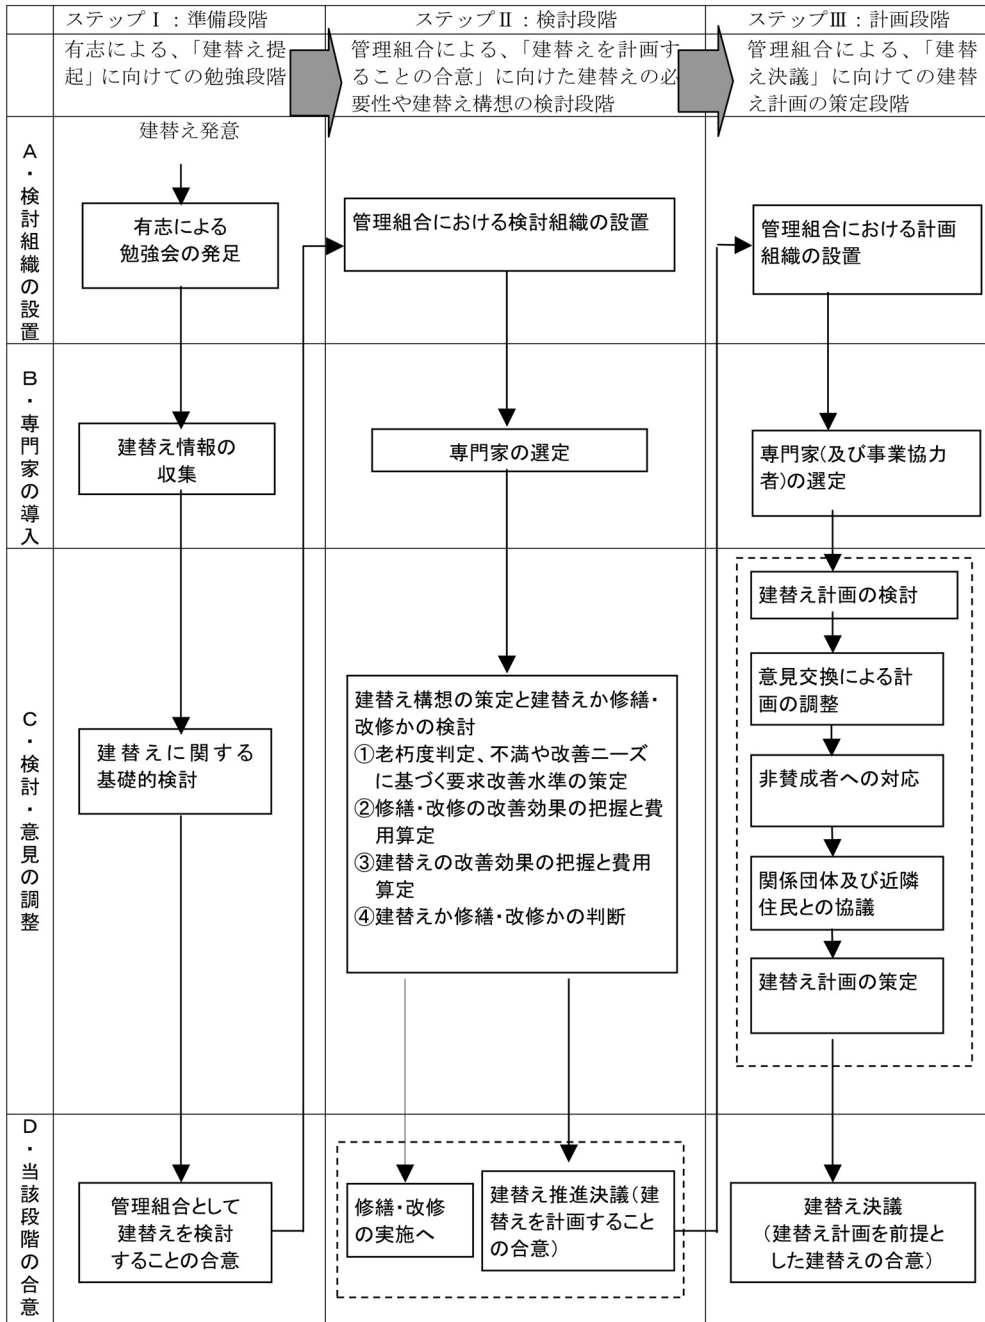 ステップⅠ：準備段階
ステップⅡ：検討段階
ステップⅢ：計画段階
有志による、「建替え提
起」に向けての勉強段階
管理組合による、「建替えを計画す
ることの合意」に向けた建替えの必
要性や建替え構想の検討段階
管理組合による、「建替
え決議」に向けての建替
え計画の策定段階
A・検討組織の設置
建替え発意
有志による
勉強会の発足
管理組合における検討組織の設置
管理組合における計画
組織の設置
B・専門家の導入
建替え情報の
収集
専門家の選定
専門家(及び事業協力
者)の選定
C・検討・意見の調整
建替えに関する
基礎的検討
建替え構想の策定と建替えか修繕・
改修かの検討
①老朽度判定、不満や改善ニーズ
に基づく要求改善水準の策定
②修繕・改修の改善効果の把握と費
用算定
③建替えの改善効果の把握と費用
算定
④建替えか修繕・改修かの判断
建替え計画の検討
意見交換による計
画の調整
非賛成者への対応
関係団体及び近隣
住民との協議
建替え計画の策定
D・当該段階の合意
管理組合として
建替えを検討
することの合意
修繕・改修
の実施へ
建替え推進決議(建
替えを計画することの
合意)
建替え決議
(建替え計画を前提と
した建替えの合意)